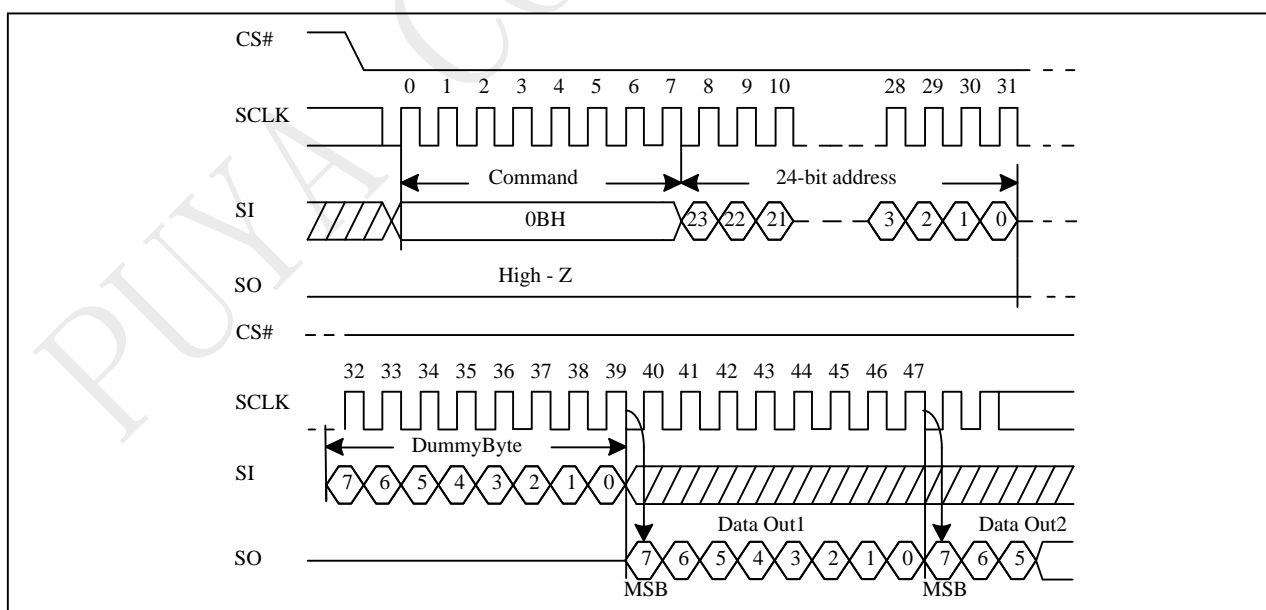 PUYA CO
CS#
0 1 2 3 4 5 6 7 8 9 10 28 29 30 31
SCLK
Command 24-bit address
SI 0BH 23 22 21 3 2 1 0
High - Z
SO
CS#
32 33 34 35 36 37 38 39 40 41 42 43 44 45 46 47
SCLK
DummyByte
SI 7 6 5 4 3 2 1 0
Data Out1 Data Out2
SO 7 6 5 4 3 2 1 0 7 6 5
MSB MSB